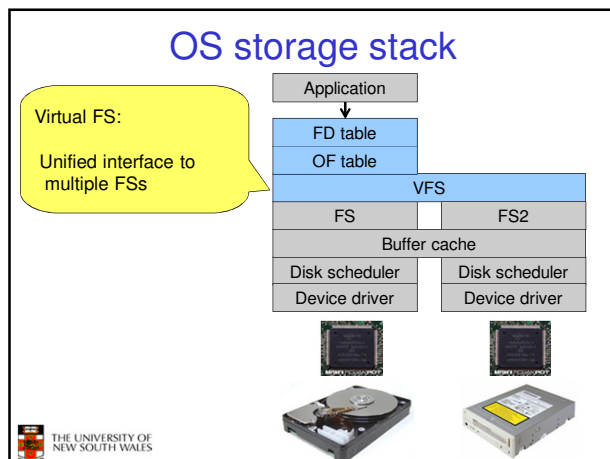 OS storage stack
Application
Virtual FS:
Unified interface to
multiple FSs
FD table
OF table
VFS
FS
FS2
Buffer cache
Disk scheduler
Disk scheduler
Device driver
Device driver
THE UNIVERSITY OF
NEW SOUTH WALES